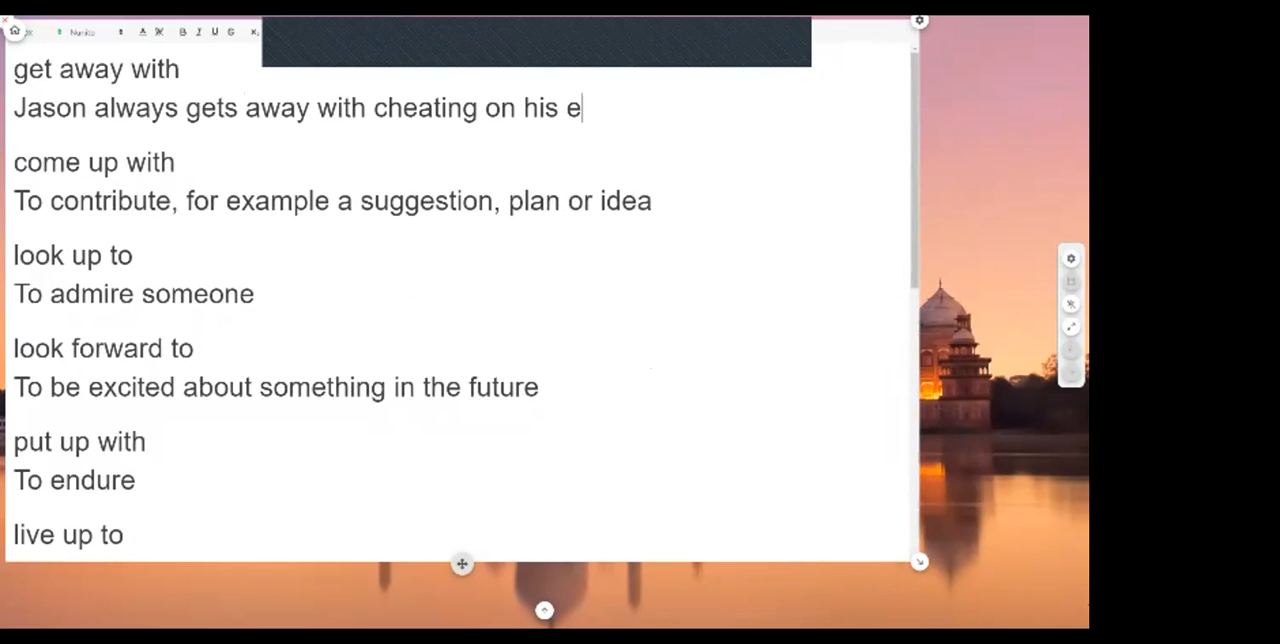 Nunito
B I U G
get away with
Jason always gets away with cheating on his e
come up with
To contribute, for example a suggestion, plan or idea
look up to
To admire someone
look forward to
To be excited about something in the future
put up with
To endure
live up to